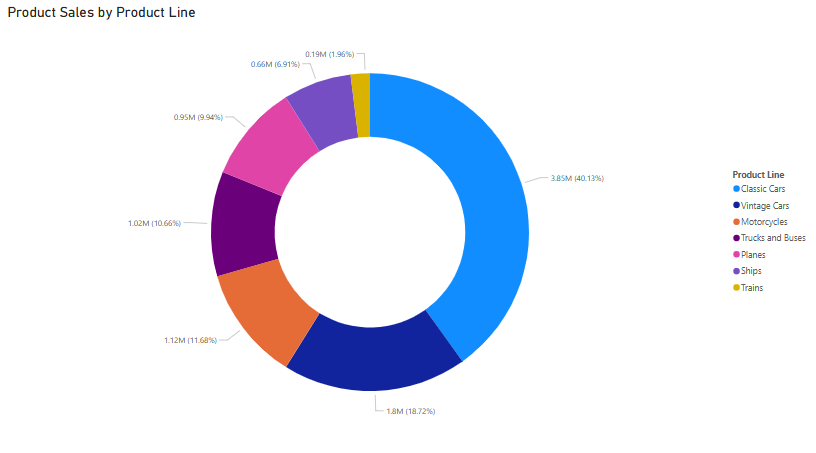 Product Sales by Product Line
0.19M (1.96%)
0.66M (6.91%)
0.95M (9.94%)
3.85M (40.13%)
1.02M (10.66%)
1.12M (11.68%)
1.8M (18.72%)
Product Line
Classic Cars
Vintage Cars
Motorcycles
Trucks and Buses
Planes
Ships
Trains